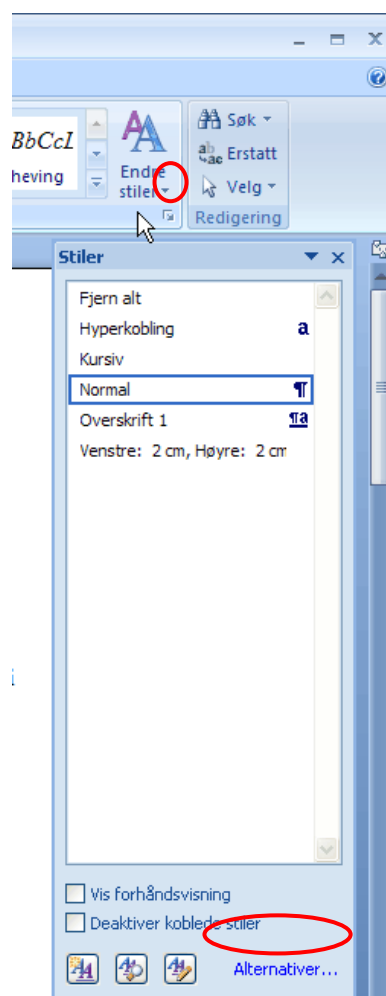 BbCcI
heving
Endre
stiler
Søk
Erstatt
Velg
Redigering
Stiler
Fjern alt
Hyperkobling a
Kursiv
Normal ¶
Overskrift 1 ¶a
Venstre: 2 cm, Høyre: 2 cm
i
Vis forhåndsvisning
Deaktiver koblede stiler
Alternativer...